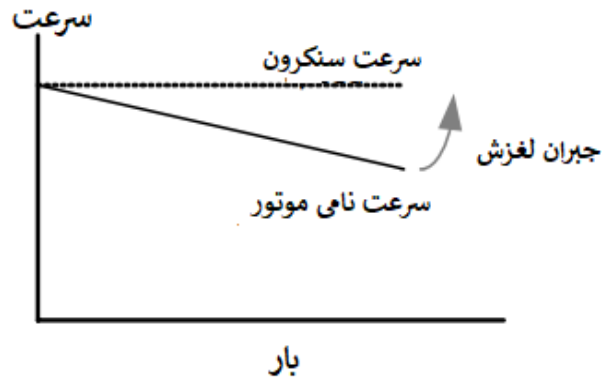 سرعت
سرعت سنکرون
جبران لغزش
سرعت نامی موتور
بار